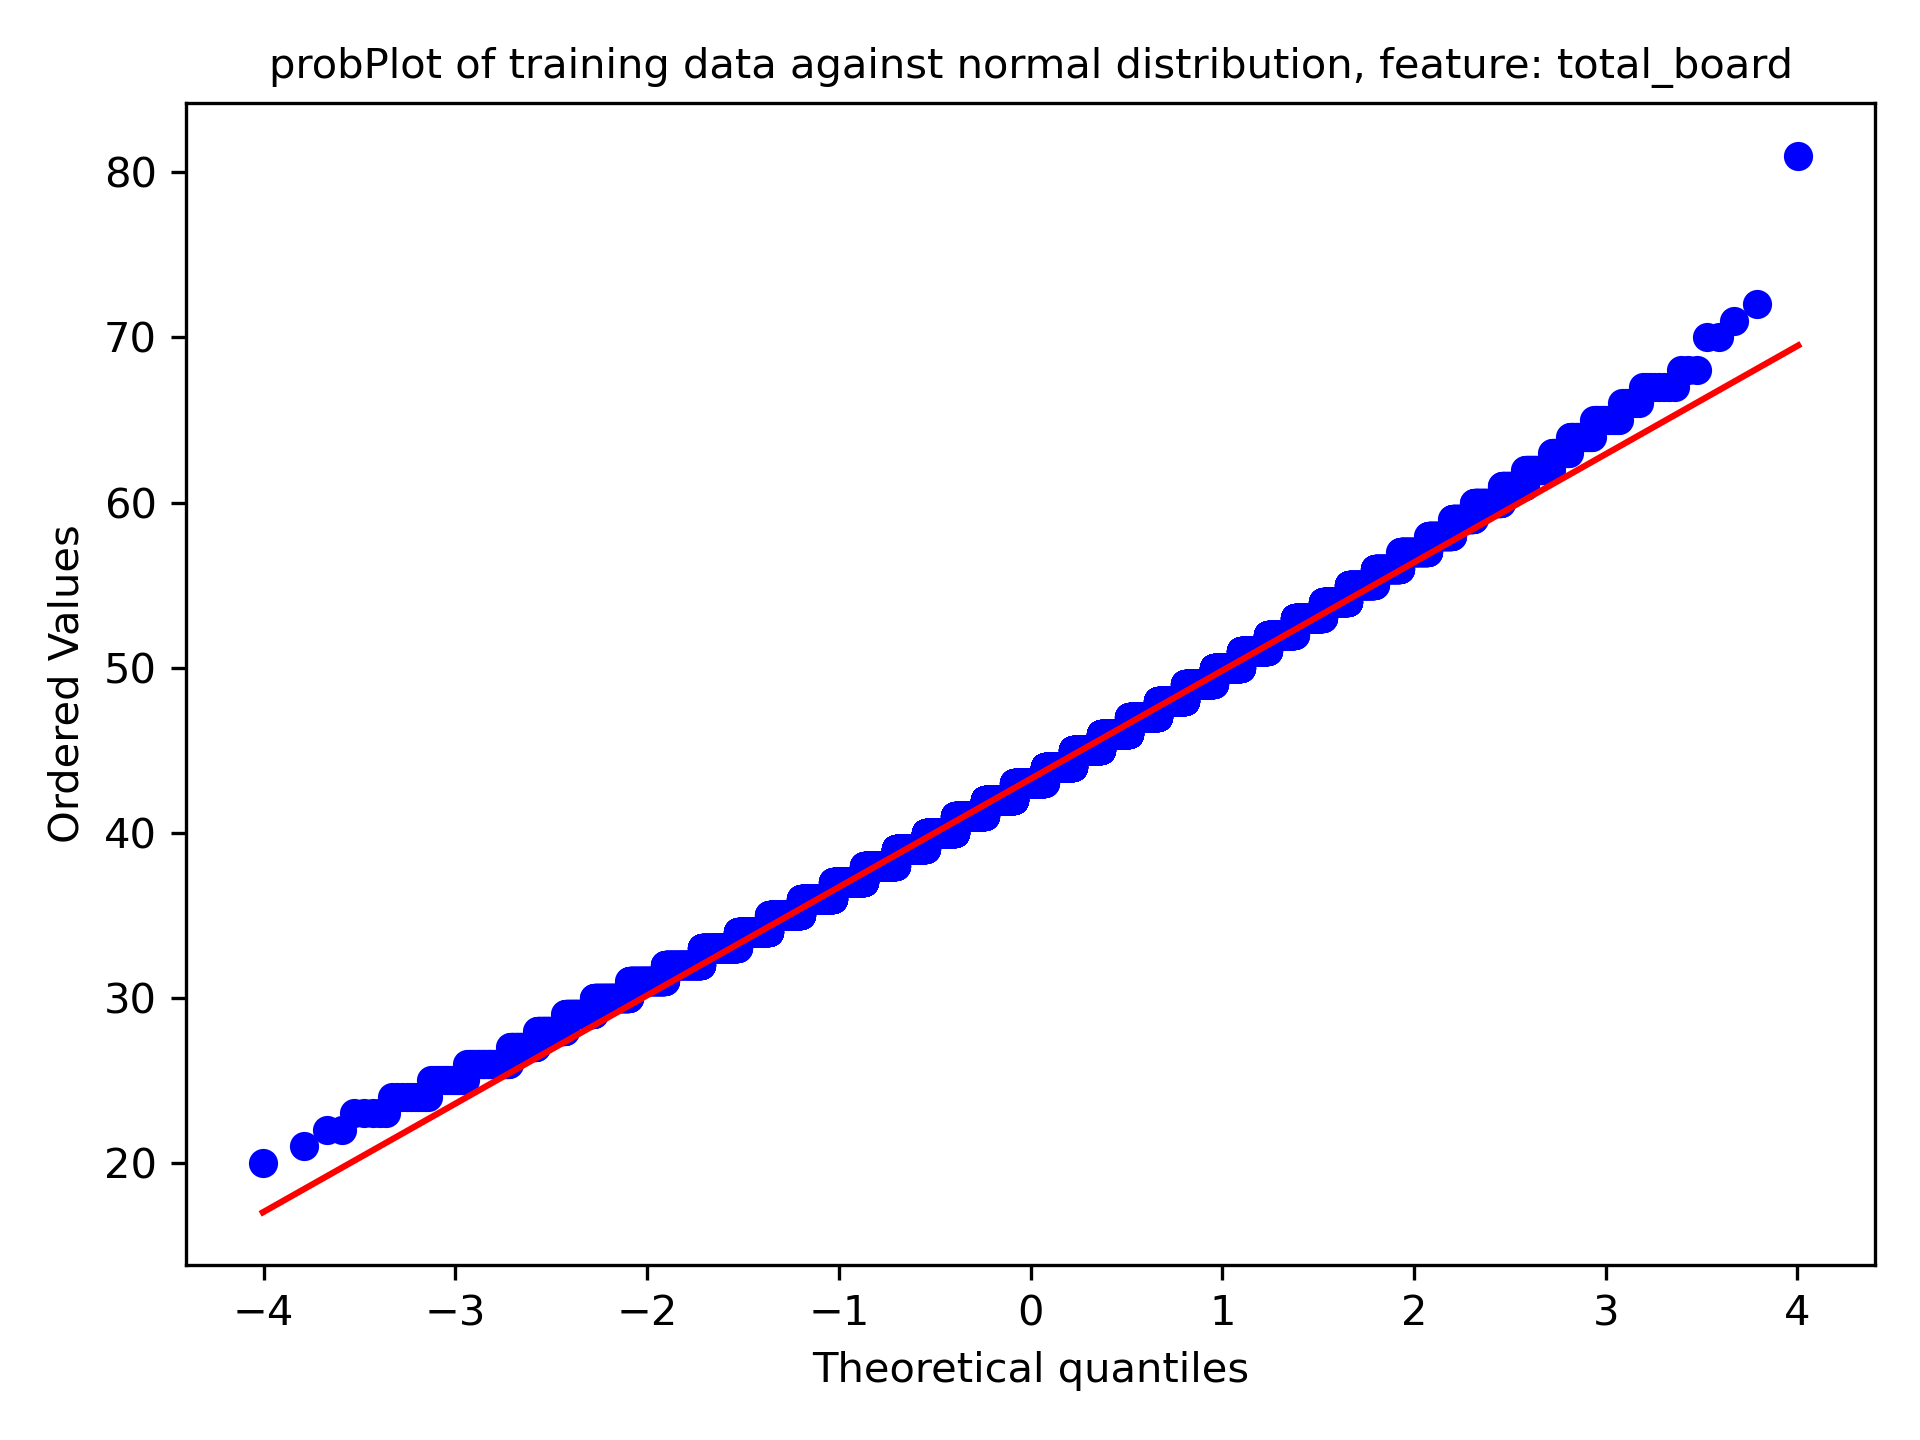 probPlot of training data against normal distribution, feature: total_board
80
70
60
50
40
30
20
Ordered Values
−4 −3 −2 −1 0 1 2 3 4
Theoretical quantiles